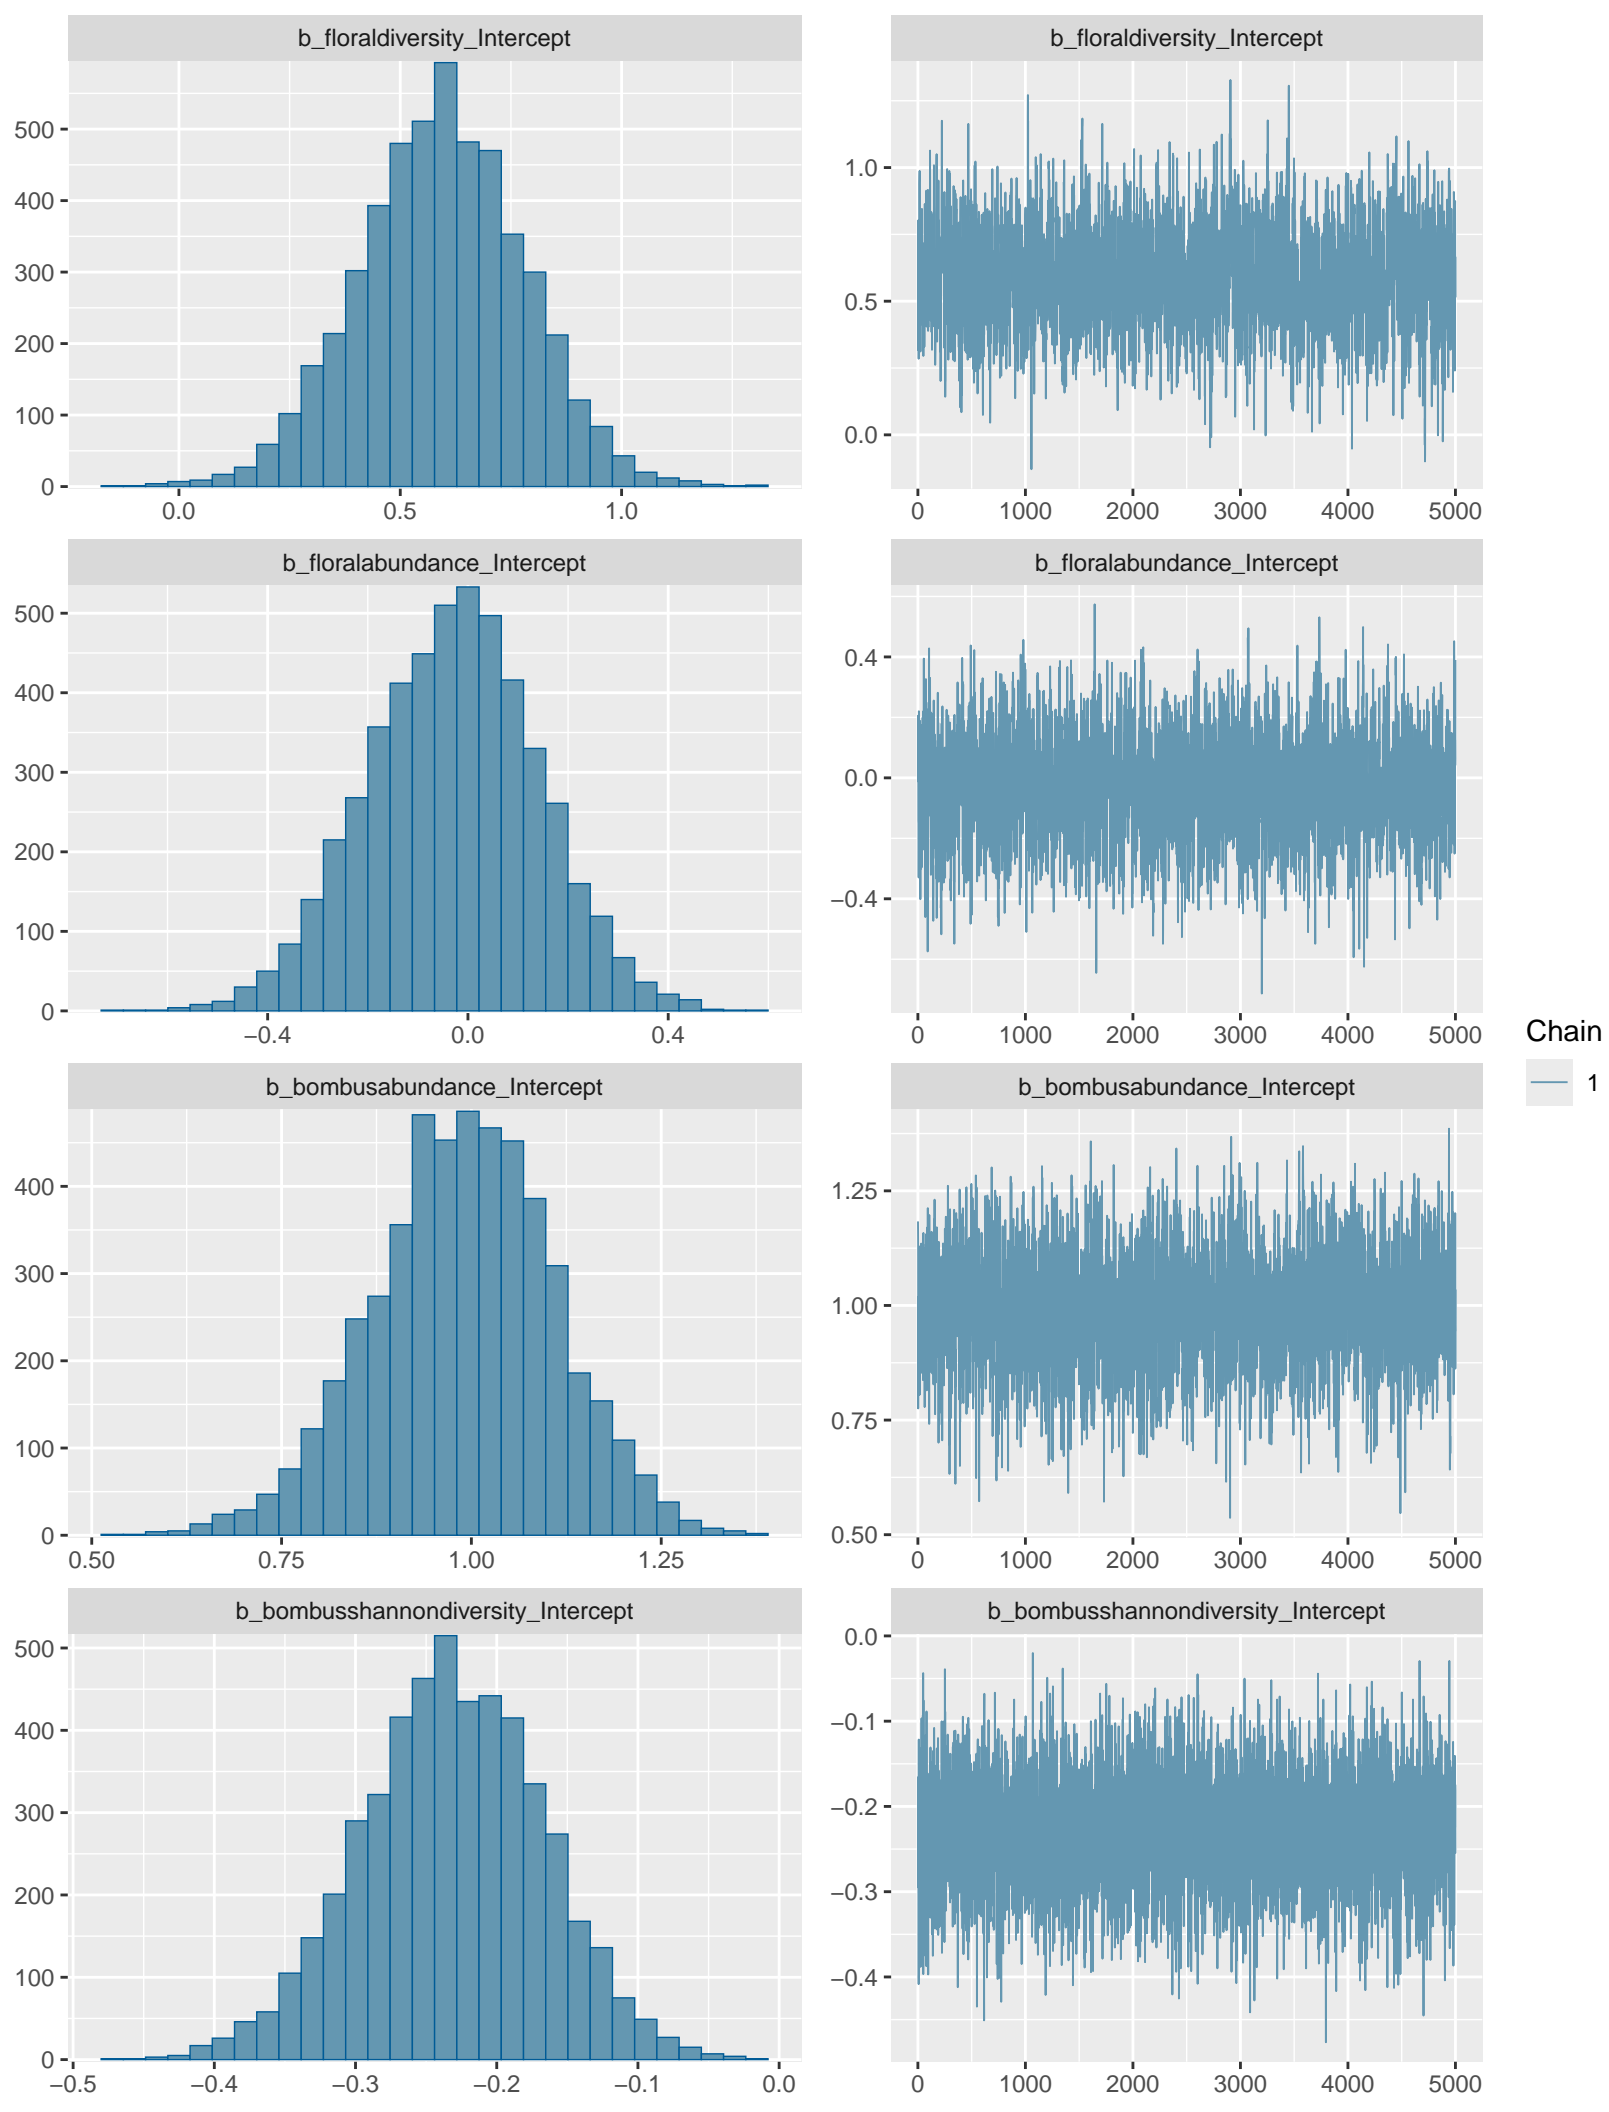 b_floraldiversity_Intercept
b_floraldiversity_Intercept
500
400
300
200
100
0
0.0 0.5 1.0
1.0
0.5
0.0
0 1000 2000 3000 4000 5000
b_floralabundance_Intercept
b_floralabundance_Intercept
500
400
300
200
100
0
−0.4 0.0 0.4
0.4
0.0
−0.4
0 1000 2000 3000 4000 5000
Chain
1
b_bombusabundance_Intercept
b_bombusabundance_Intercept
400
300
200
100
0
0.50 0.75 1.00 1.25
1.25
1.00
0.75
0.50
0 1000 2000 3000 4000 5000
b_bombusshannondiversity_Intercept
b_bombusshannondiversity_Intercept
500
400
300
200
100
0
−0.5 −0.4 −0.3 −0.2 −0.1 0.0
0.0
−0.1
−0.2
−0.3
−0.4
0 1000 2000 3000 4000 5000